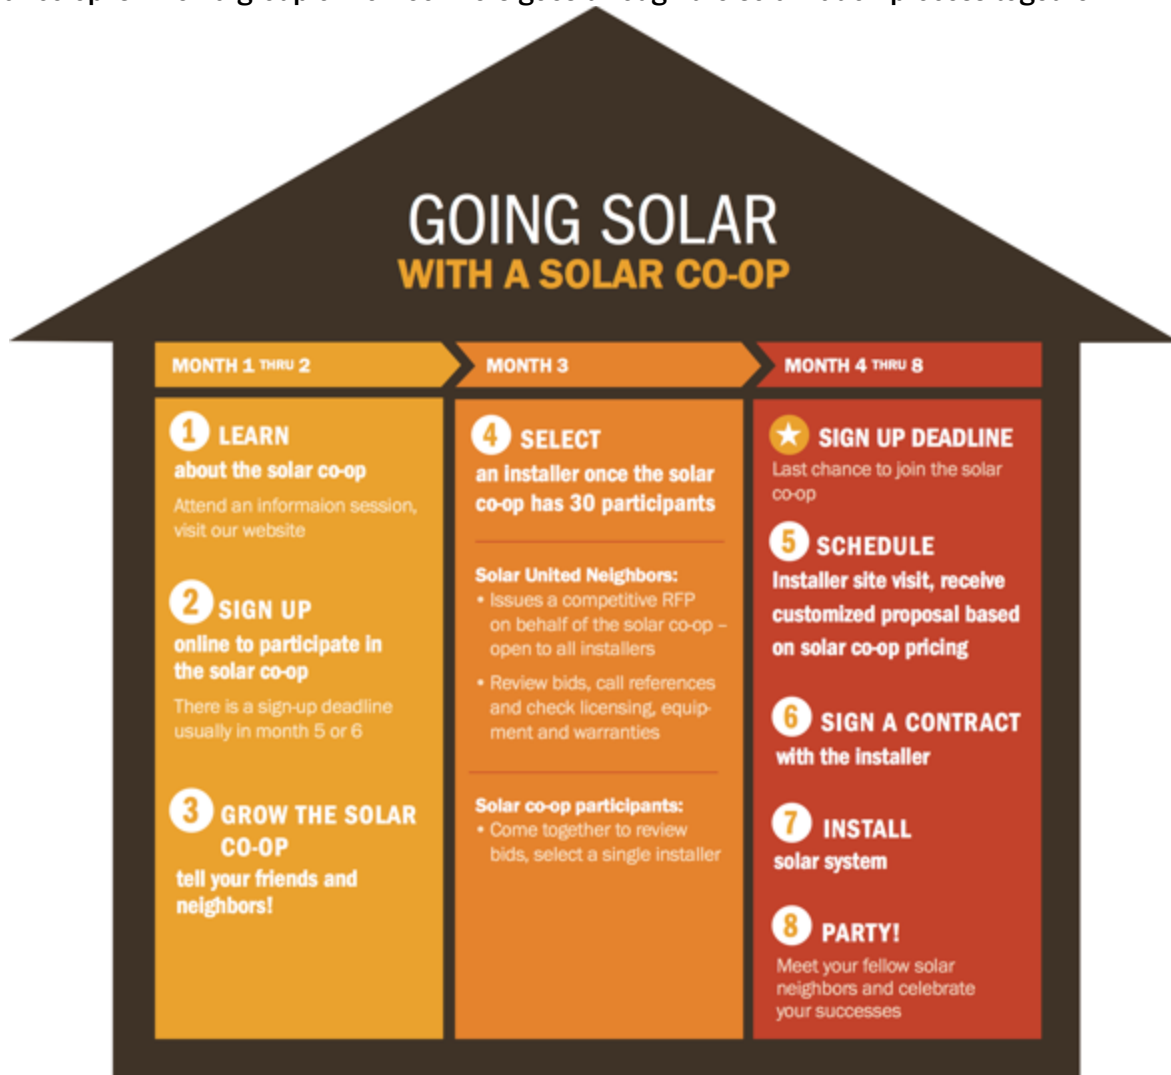 GOING SOLAR
WITH A SOLAR CO-OP
MONTH 1 THRU 2
1 LEARN
about the solar co-op
Attend an informaion session,
visit our website
2 SIGN UP
online to participate in
the solar co-op
There is a sign-up deadline
usually in month 5 or 6
3 GROW THE SOLAR
CO-OP
tell your friends and
neighbors!
MONTH 3
4 SELECT
an installer once the solar
co-op has 30 participants
Solar United Neighbors:
• Issues a competitive RFP
on behalf of the solar co-op –
open to all installers
• Review bids, call references
and check licensing, equip-
ment and warranties
Solar co-op participants:
• Come together to review
bids, select a single installer
MONTH 4 THRU 8
SIGN UP DEADLINE
Last chance to join the solar
co-op
5 SCHEDULE
Installer site visit, receive
customized proposal based
on solar co-op pricing
6 SIGN A CONTRACT
with the installer
7 INSTALL
solar system
8 PARTY!
Meet your fellow solar
neighbors and celebrate
your successes